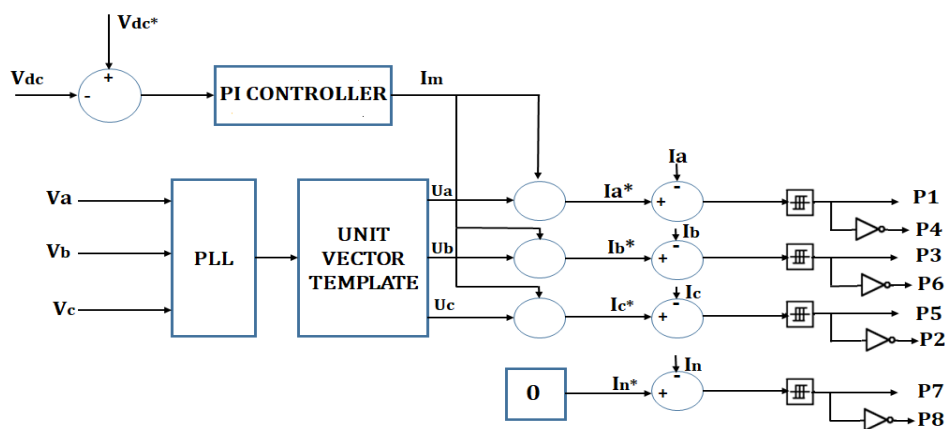 Vdc*
Vdc
+
-
PI CONTROLLER
Im
Ia
-
Va
Ua
Ia*
+
P1
P4
Ib
-
Vb
PLL
UNIT
VECTOR
TEMPLATE
Ub
Ib*
+
P3
P6
Ic
-
Vc
Uc
Ic*
+
P5
P2
In
-
0
In*
+
P7
P8